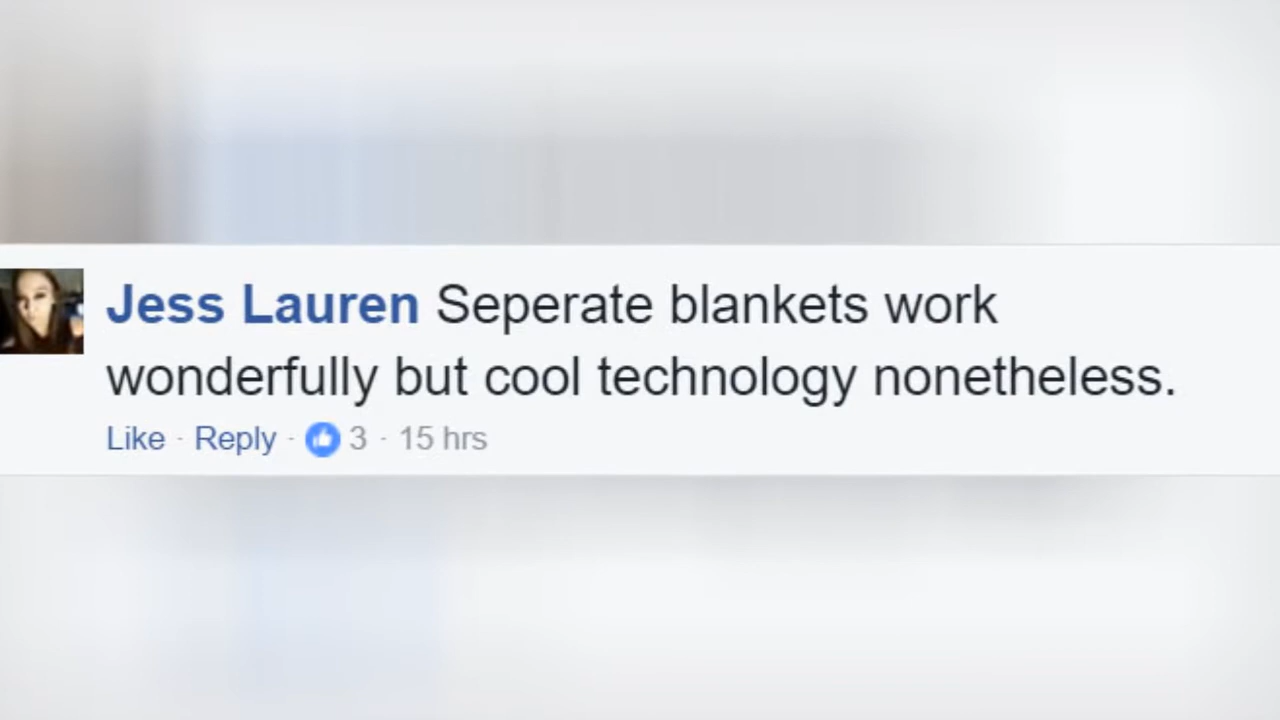 Jess Lauren Seperate blankets work
wonderfully but cool technology nonetheless.
Like · Reply · 3 · 15 hrs